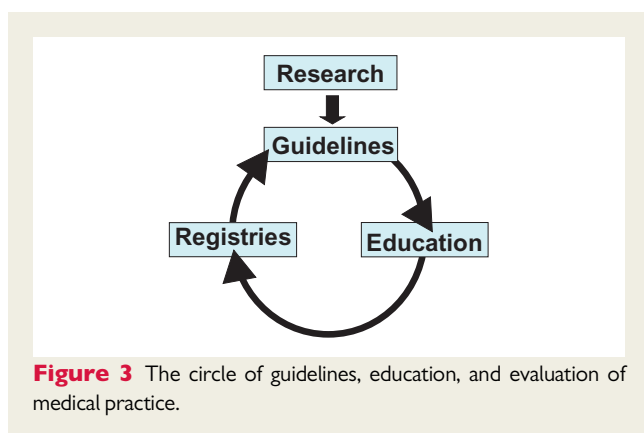 Research
Guidelines
Registries
Education
Figure 3 The circle of guidelines, education, and evaluation of
medical practice.